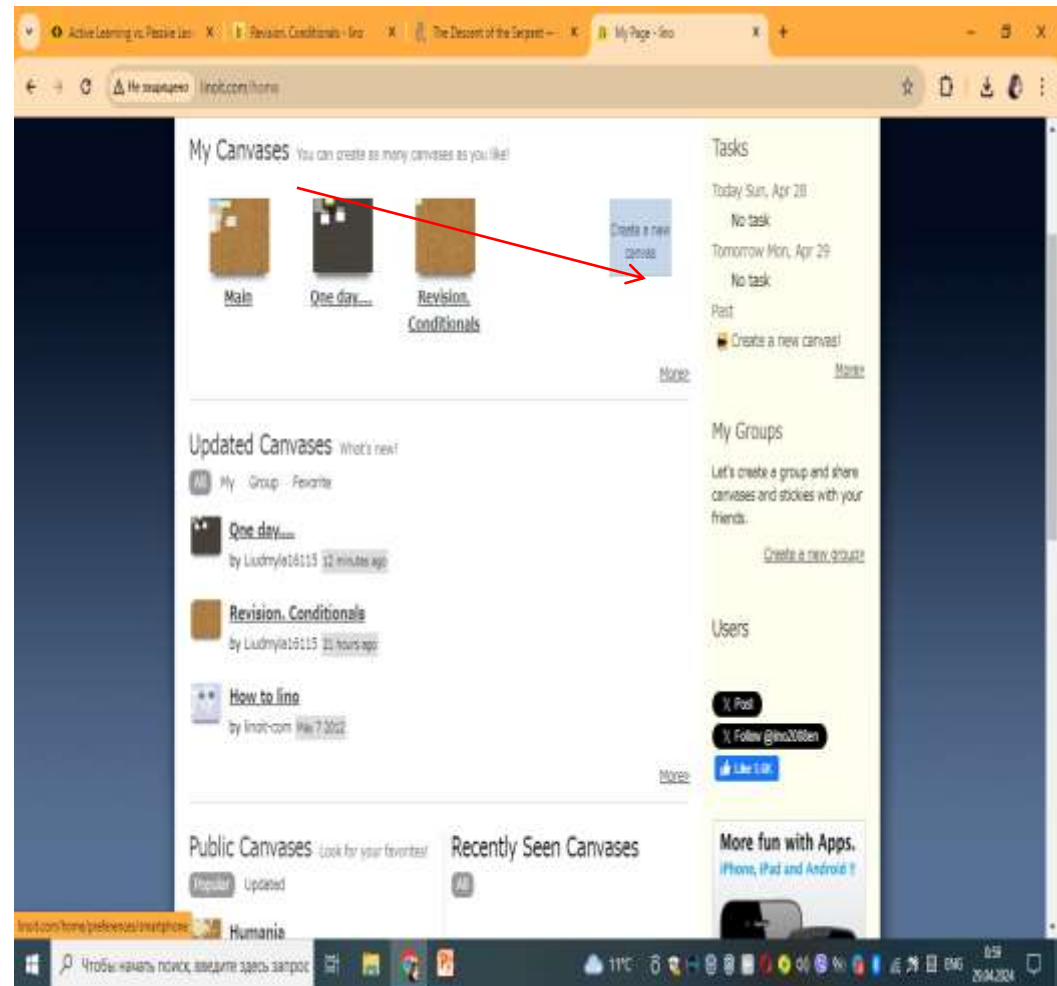 Active Learning vs. Passive Lea
Revision. Conditionals - lino
The Descent of the Serpent —
My Page - lino
Не защищено
linoit.com/home
My Canvases You can create as many canvases as you like!
Main
One day....
Revision.
Conditionals
Create a new
canvas
More»
Updated Canvases What's new!
All My Group Favorite
One day....
by Liudmyla16115 12 minutes ago
Revision. Conditionals
by Liudmyla16115 21 hours ago
How to lino
by linoit-com May 7 2012
More»
Public Canvases Look for your favorites!
Popular Updated
Humania
Recently Seen Canvases
All
Tasks
Today Sun, Apr 28
No task
Tomorrow Mon, Apr 29
No task
Past
Create a new canvas!
More»
My Groups
Let's create a group and share
canvases and stickies with your
friends.
Create a new group»
Users
X Post
Follow @lino2008en
Like
More fun with Apps.
iPhone, iPad and Android !!
linoit.com/home/preferences/smartphone
Чтобы начать поиск, введите здесь запрос
11°C
ENG
0:59
29.04.2024